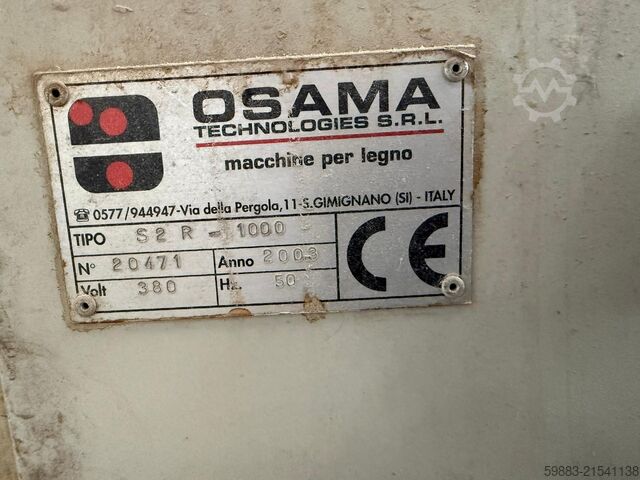 OSAMA
TECHNOLOGIES S.R.L.
macchine per legno
☎ 0577/944947-Via della Pergola,11-S.GIMIGNANO (SI) - ITALY
TIPO S2R-1000
N° 20471 Anno 2003
Volt 380 Hz. 50
CE
59883-21541138